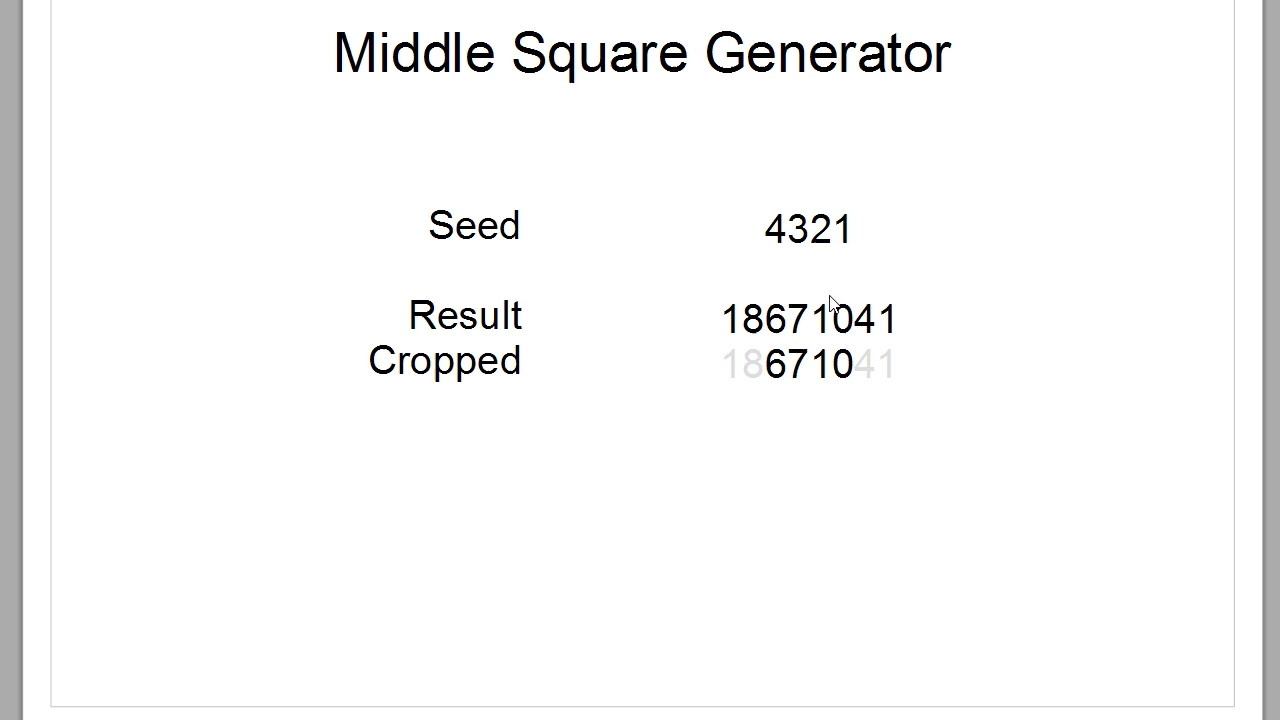 Middle Square Generator
Seed 4321
Result 18671041
Cropped 18671041